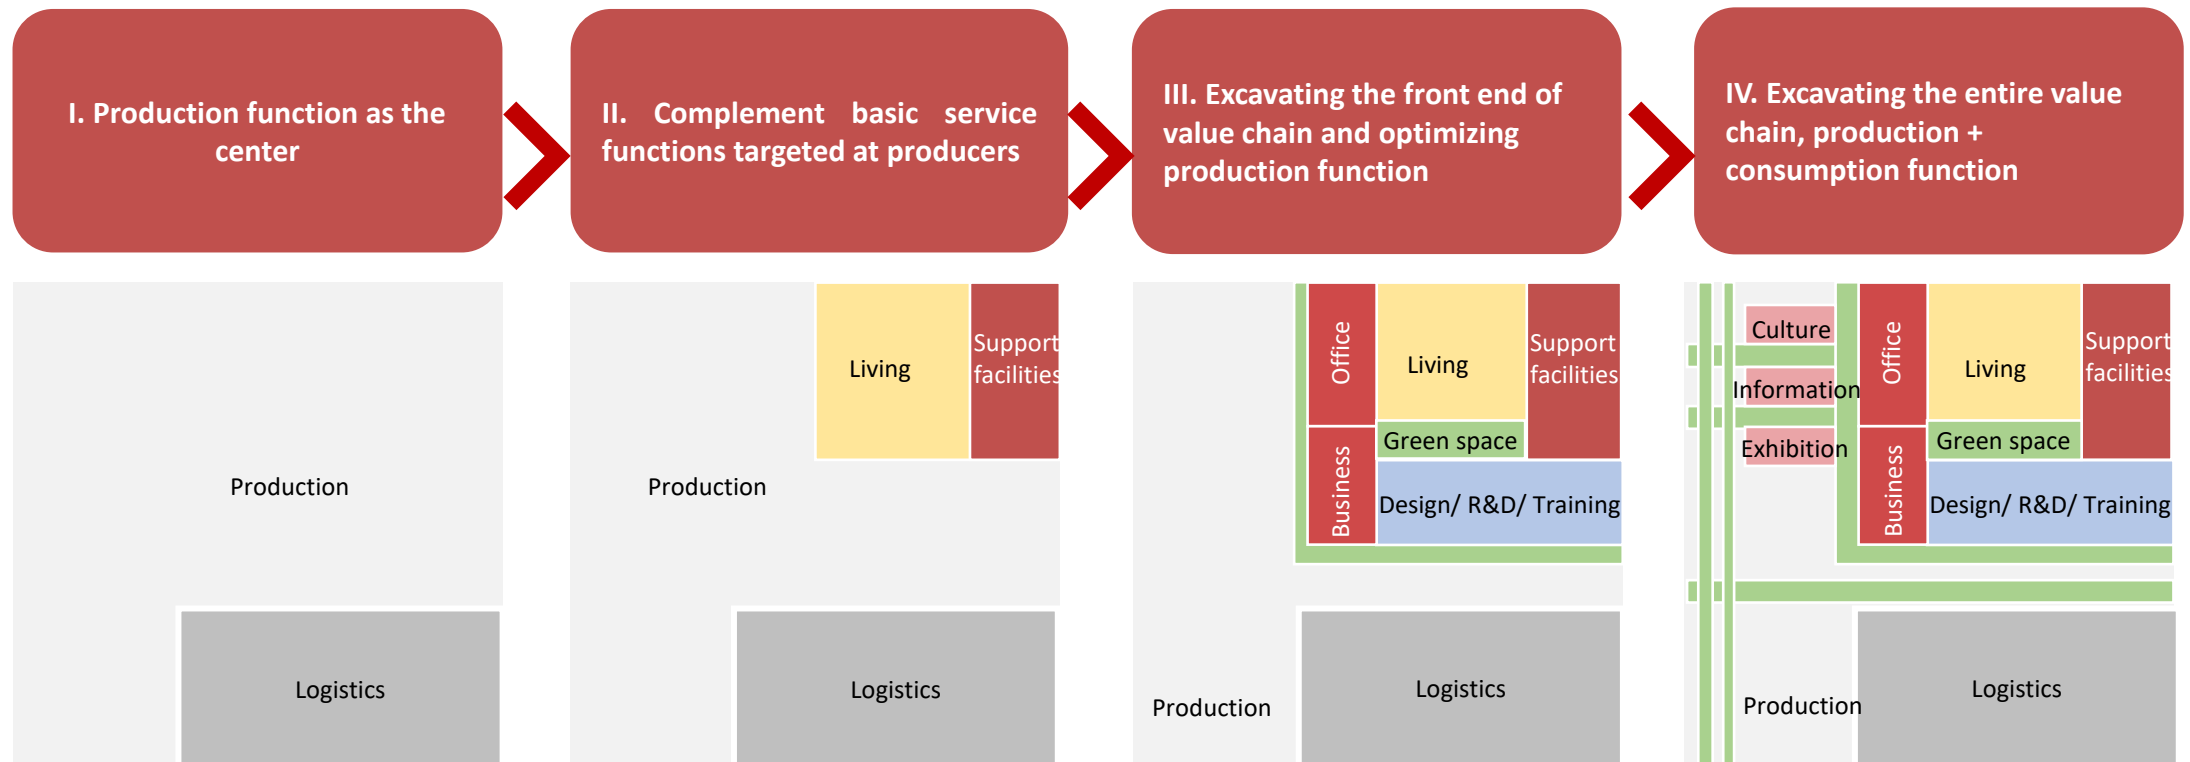 I. Production function as the
center
II. Complement basic service
functions targeted at producers
III. Excavating the front end of
value chain and optimizing
production function
IV. Excavating the entire value
chain, production +
consumption function
Production
Logistics
Living
Support
facilities
Production
Logistics
Office
Living
Support
facilities
Green space
Business
Design/ R&D/ Training
Logistics
Production
Culture
Information
Exhibition
Office
Living
Support
facilities
Green space
Business
Design/ R&D/ Training
Logistics
Production